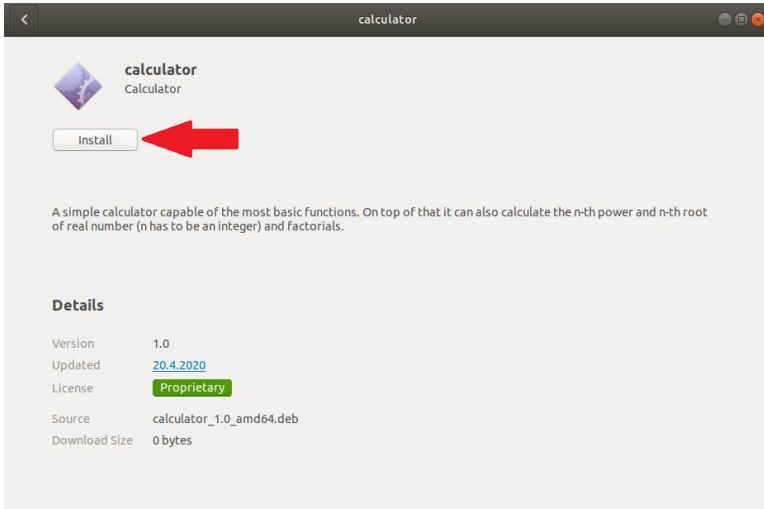 calculator
calculator
Calculator
Install
A simple calculator capable of the most basic functions. On top of that it can also calculate the n-th power and n-th root
of real number (n has to be an integer) and factorials.
Details
Version 1.0
Updated 20.4.2020
License Proprietary
Source calculator_1.0_amd64.deb
Download Size 0 bytes